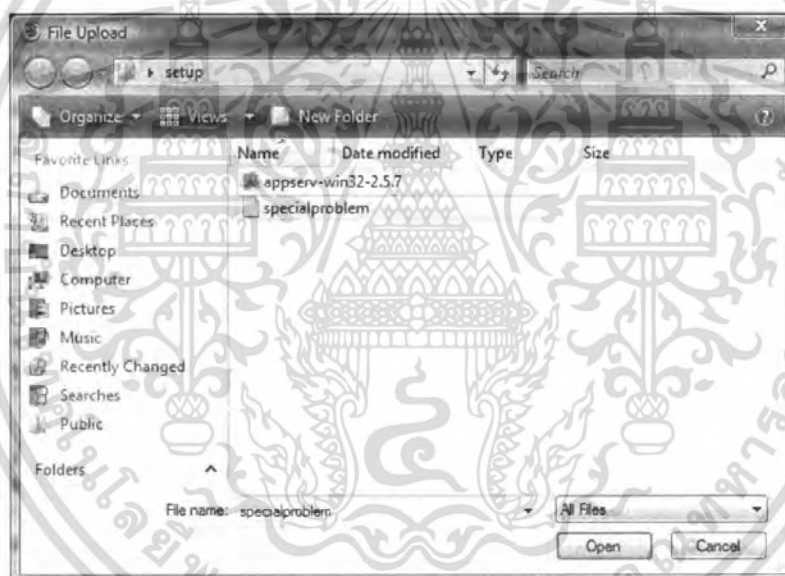 File Upload
setup
Search
Organize Views New Folder
Favorite Links
Documents
Recent Places
Desktop
Computer
Pictures
Music
Recently Changed
Searches
Public
Folders
Name Date modified Type Size
appserv-win32-2.5.7
specialproblem
File name: specialproblem
All Files
Open Cancel